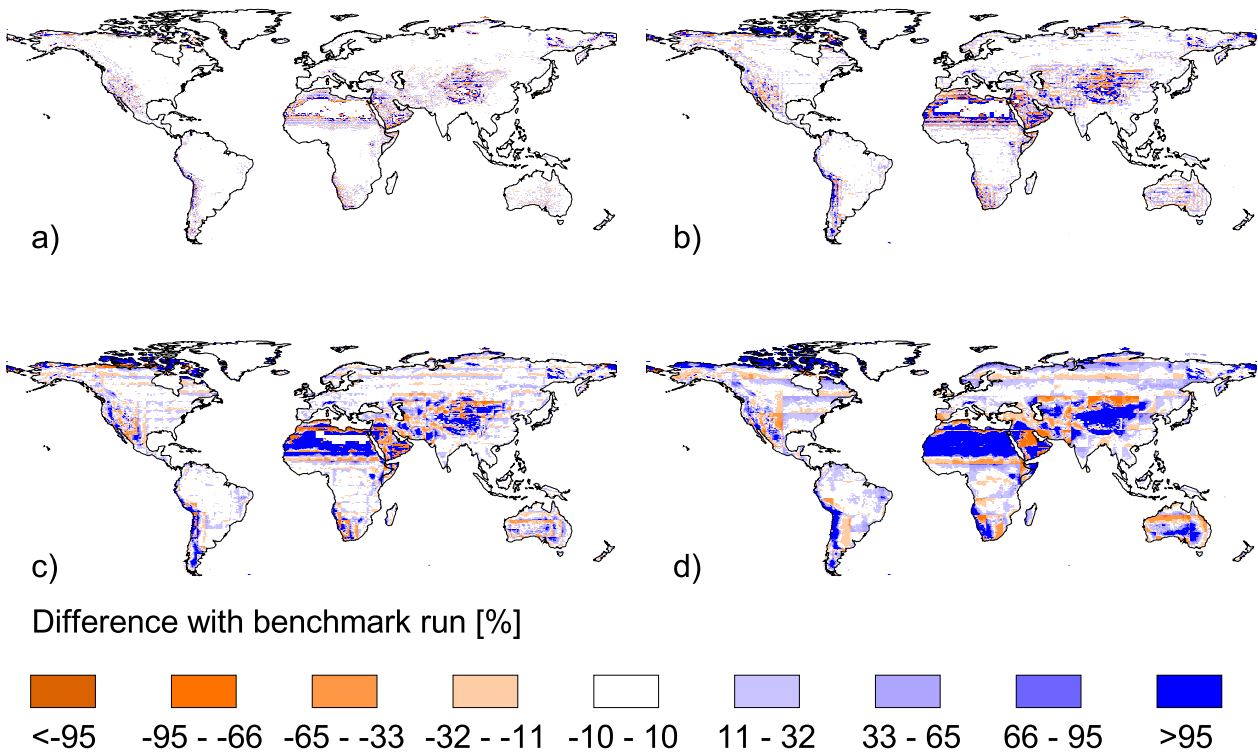 a)
b)
c)
d)
Difference with benchmark run [%]
<-95 -95 - -66 -65 - -33 -32 - -11 -10 - 10 11 - 32 33 - 65 66 - 95 >95